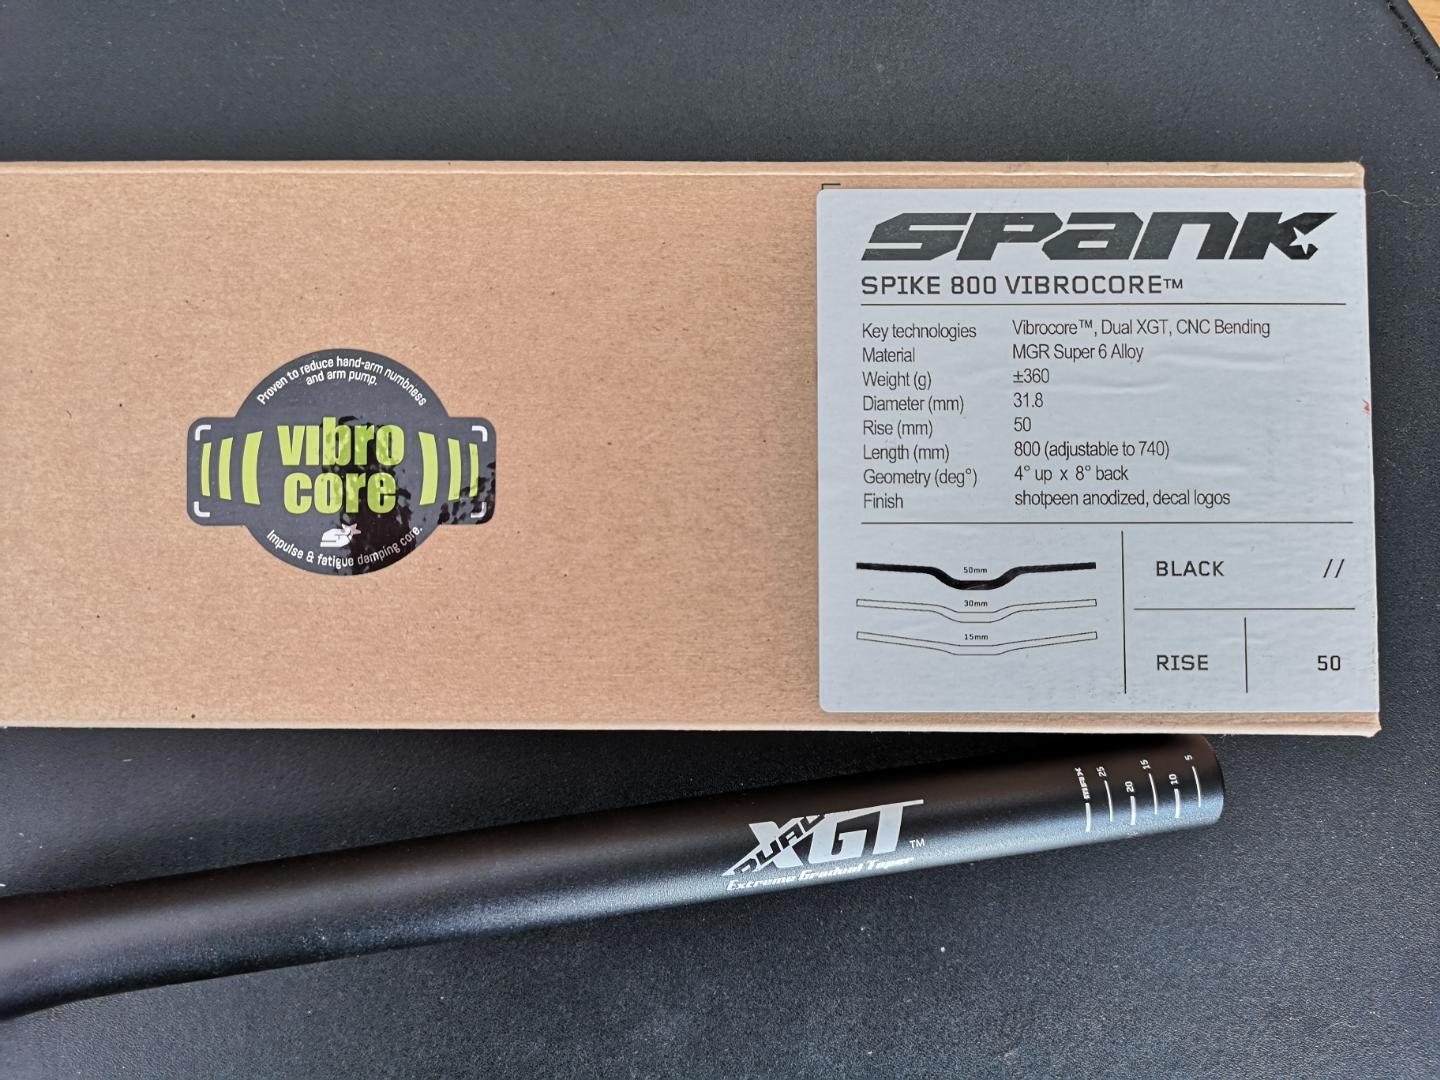 Proven to reduce hand-arm numbness
and arm pump.
vibro
core
Impulse & fatigue damping core.
SPANK
SPIKE 800 VIBROCORE™
Key technologies Vibrocore™, Dual XGT, CNC Bending
Material MGR Super 6 Alloy
Weight (g) ±360
Diameter (mm) 31.8
Rise (mm) 50
Length (mm) 800 (adjustable to 740)
Geometry (deg°) 4° up x 8° back
Finish shotpeen anodized, decal logos
50mm
30mm
15mm
BLACK //
RISE 50
DUAL XGT™
Extreme Gradual Taper
MAX 25 20 15 10 5